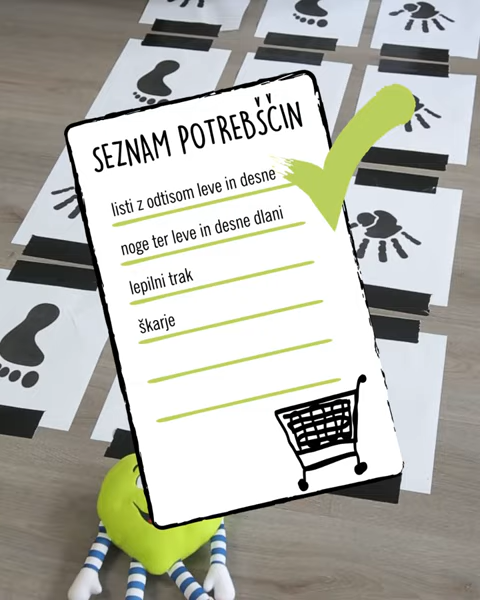 SEZNAM POTREBŠČIN
listi z odtisom leve in desne
noge ter leve in desne dlani
lepilni trak
škarje